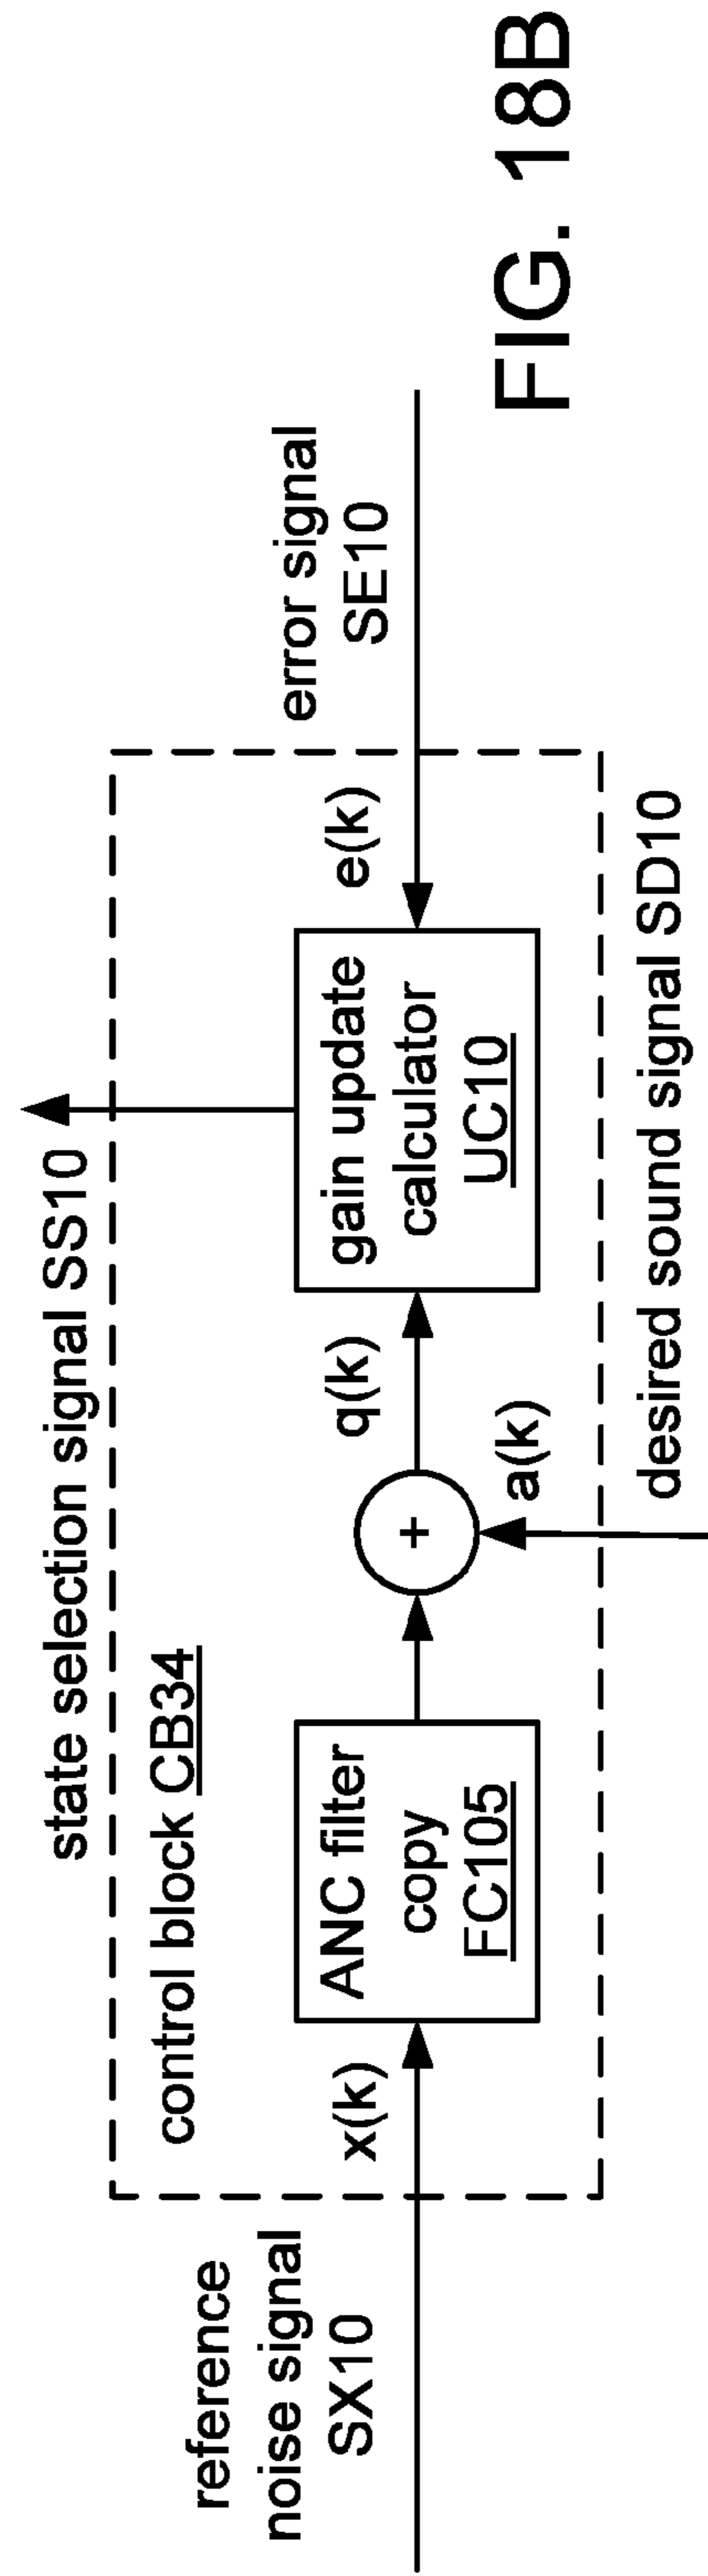 state selection signal SS10
control block CB34
reference
noise signal
SX10
x(k)
ANC filter
copy
FC105
+
q(k)
a(k)
gain update
calculator
UC10
e(k)
error signal
SE10
desired sound signal SD10
FIG. 18B